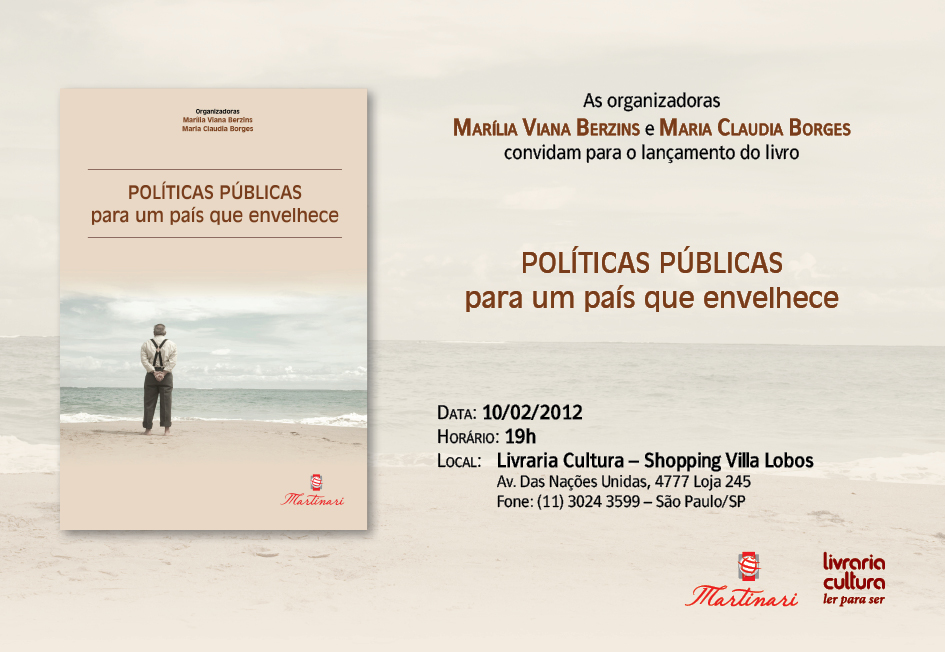 Organizadoras
Marília Viana Berzins
Maria Claudia Borges
POLÍTICAS PÚBLICAS
para um país que envelhece
Martinari
As organizadoras
MARÍLIA VIANA BERZINS e MARIA CLAUDIA BORGES
convidam para o lançamento do livro
POLÍTICAS PÚBLICAS
para um país que envelhece
DATA: 10/02/2012
HORÁRIO: 19h
LOCAL: Livraria Cultura – Shopping Villa Lobos
Av. Das Nações Unidas, 4777 Loja 245
Fone: (11) 3024 3599 – São Paulo/SP
Martinari
livraria
cultura
ler para ser